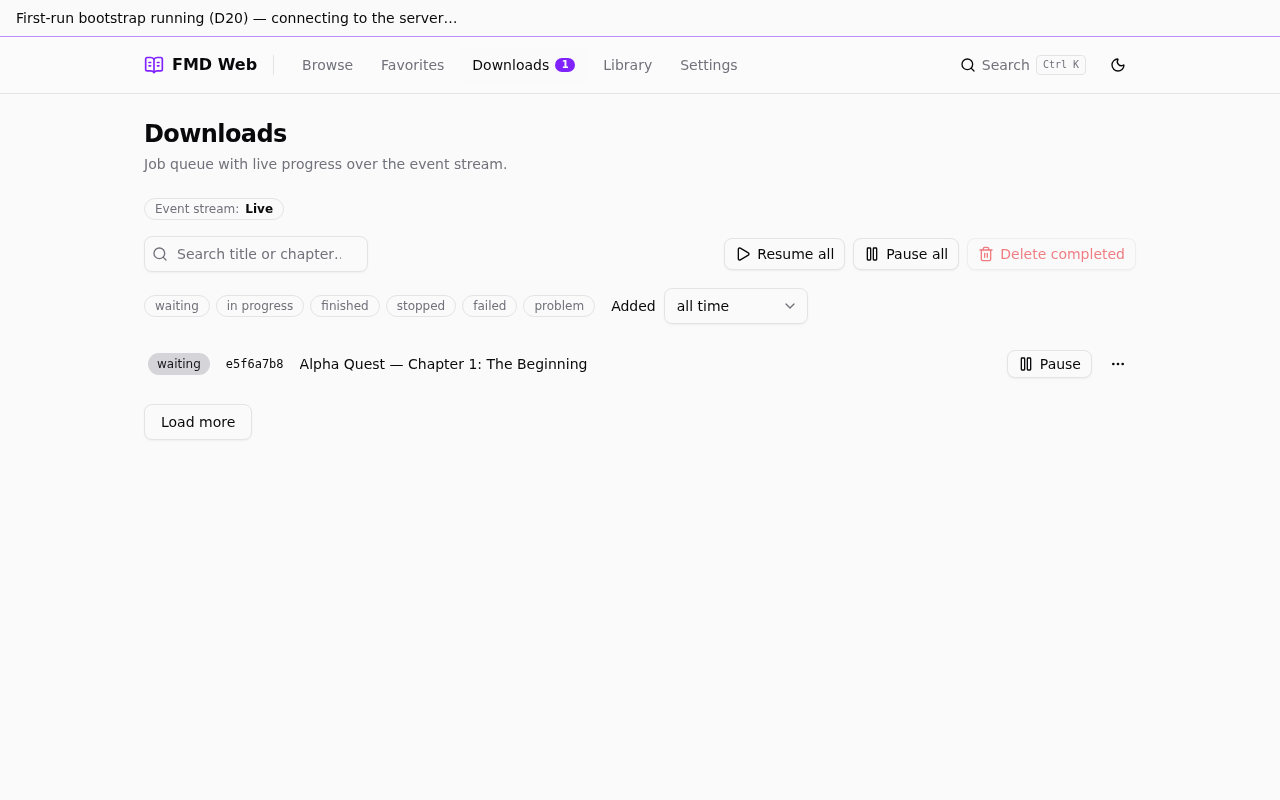 First-run bootstrap running (D20) — connecting to the server…
FMD Web Browse Favorites Downloads 1 Library Settings Search Ctrl K
Downloads
Job queue with live progress over the event stream.
Event stream: Live
Search title or chapter.. Resume all Pause all Delete completed
waiting in progress finished stopped failed problem Added all time
waiting e5f6a7b8 Alpha Quest — Chapter 1: The Beginning Pause
Load more